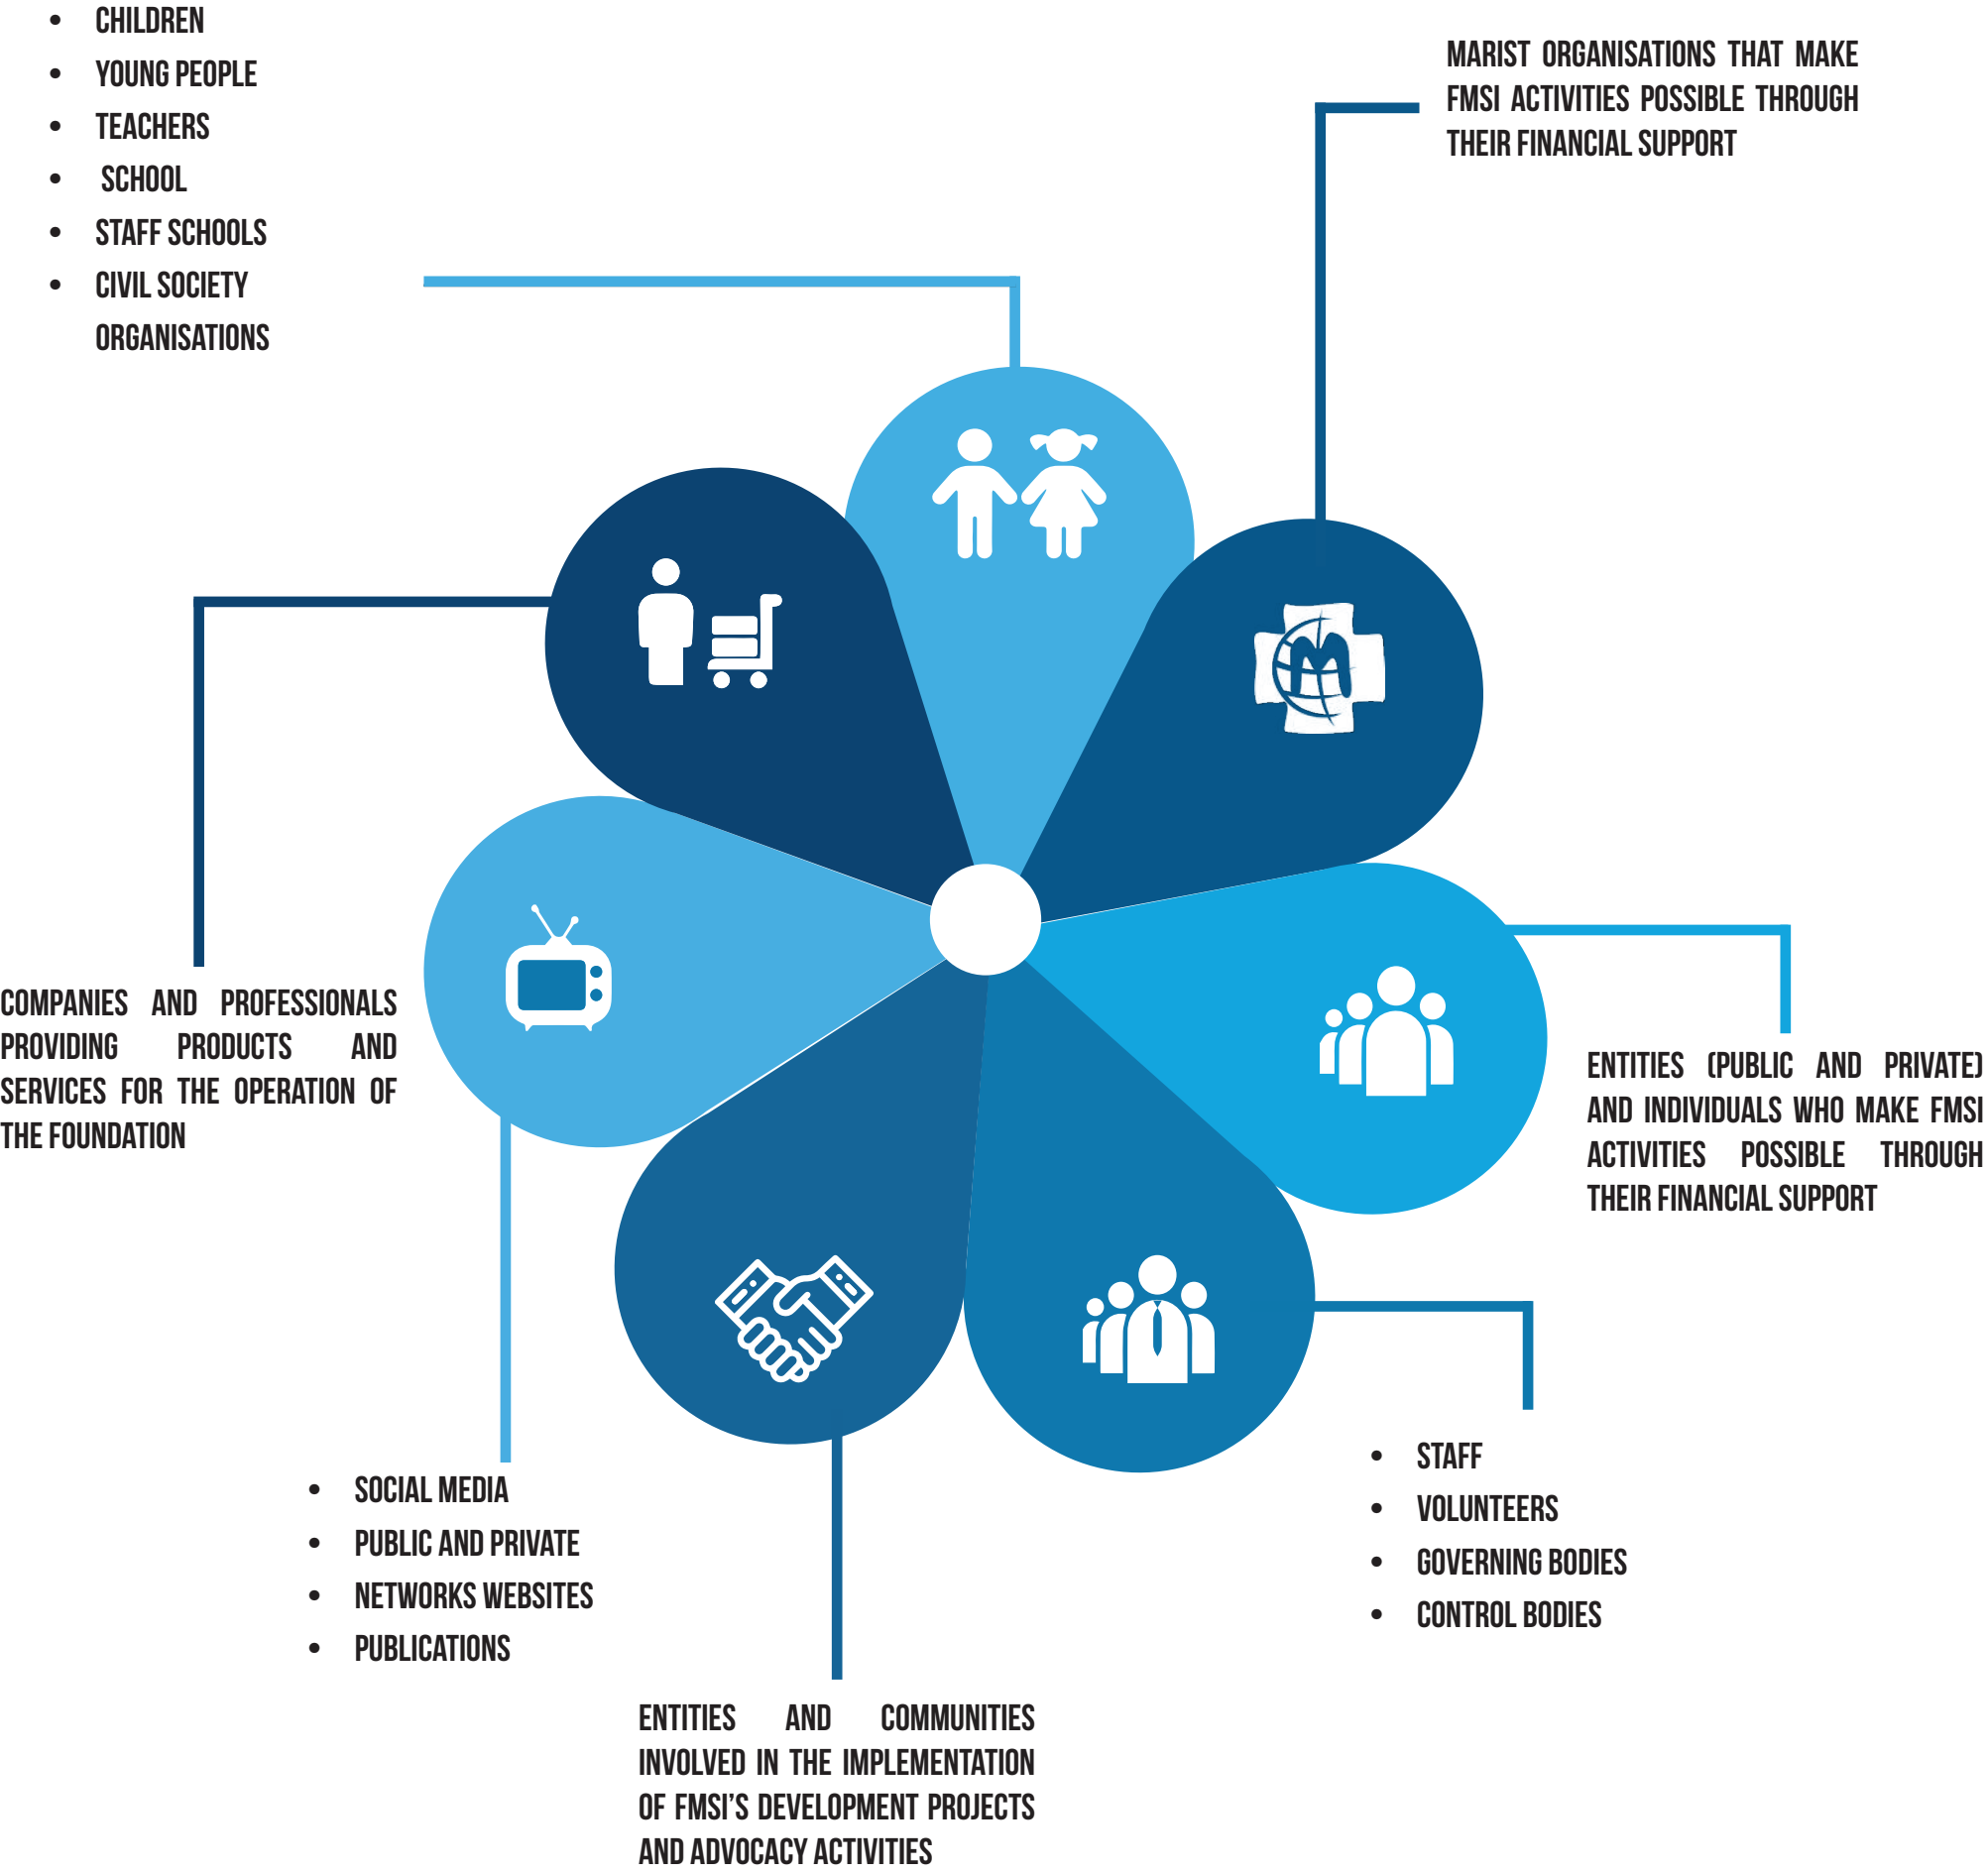 • CHILDREN
• YOUNG PEOPLE
• TEACHERS
• SCHOOL
• STAFF SCHOOLS
• CIVIL SOCIETY
ORGANISATIONS
MARIST ORGANISATIONS THAT MAKE
FMSI ACTIVITIES POSSIBLE THROUGH
THEIR FINANCIAL SUPPORT
M
COMPANIES AND PROFESSIONALS
PROVIDING PRODUCTS AND
SERVICES FOR THE OPERATION OF
THE FOUNDATION
ENTITIES (PUBLIC AND PRIVATE)
AND INDIVIDUALS WHO MAKE FMSI
ACTIVITIES POSSIBLE THROUGH
THEIR FINANCIAL SUPPORT
• SOCIAL MEDIA
• PUBLIC AND PRIVATE
• NETWORKS WEBSITES
• PUBLICATIONS
• STAFF
• VOLUNTEERS
• GOVERNING BODIES
• CONTROL BODIES
ENTITIES AND COMMUNITIES
INVOLVED IN THE IMPLEMENTATION
OF FMSI'S DEVELOPMENT PROJECTS
AND ADVOCACY ACTIVITIES